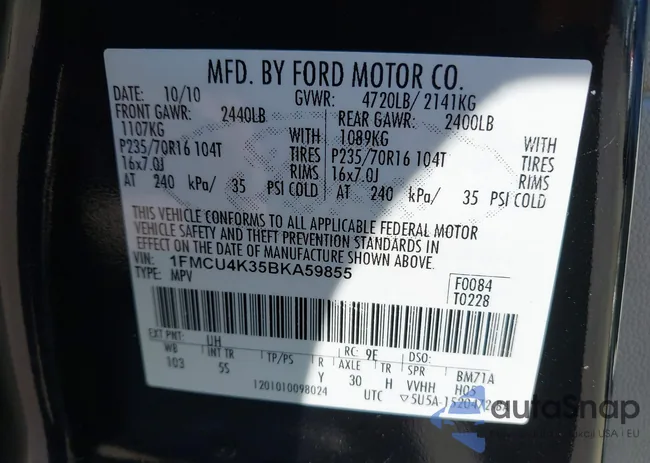 MFD. BY FORD MOTOR CO.
DATE: 10/10 GVWR: 4720LB/ 2141KG
FRONT GAWR: 2440LB REAR GAWR: 2400LB
1107KG WITH 1089KG WITH
P235/70R16 104T TIRES P235/70R16 104T TIRES
16x7.0J RIMS 16x7.0J RIMS
AT 240 kPa/ 35 PSI COLD AT 240 kPa/ 35 PSI COLD
THIS VEHICLE CONFORMS TO ALL APPLICABLE FEDERAL MOTOR
VEHICLE SAFETY AND THEFT PREVENTION STANDARDS IN
EFFECT ON THE DATE OF MANUFACTURE SHOWN ABOVE.
VIN: 1FMCU4K35BKA59855 F0084
TYPE: MPV T0228
EXT PNT: UH RC: 9E DSO:
WB INT TR TP/PS R AXLE TR SPR BM71A
103 55 Y 30 H VVHH
1201010098024 UTC
autoSnap